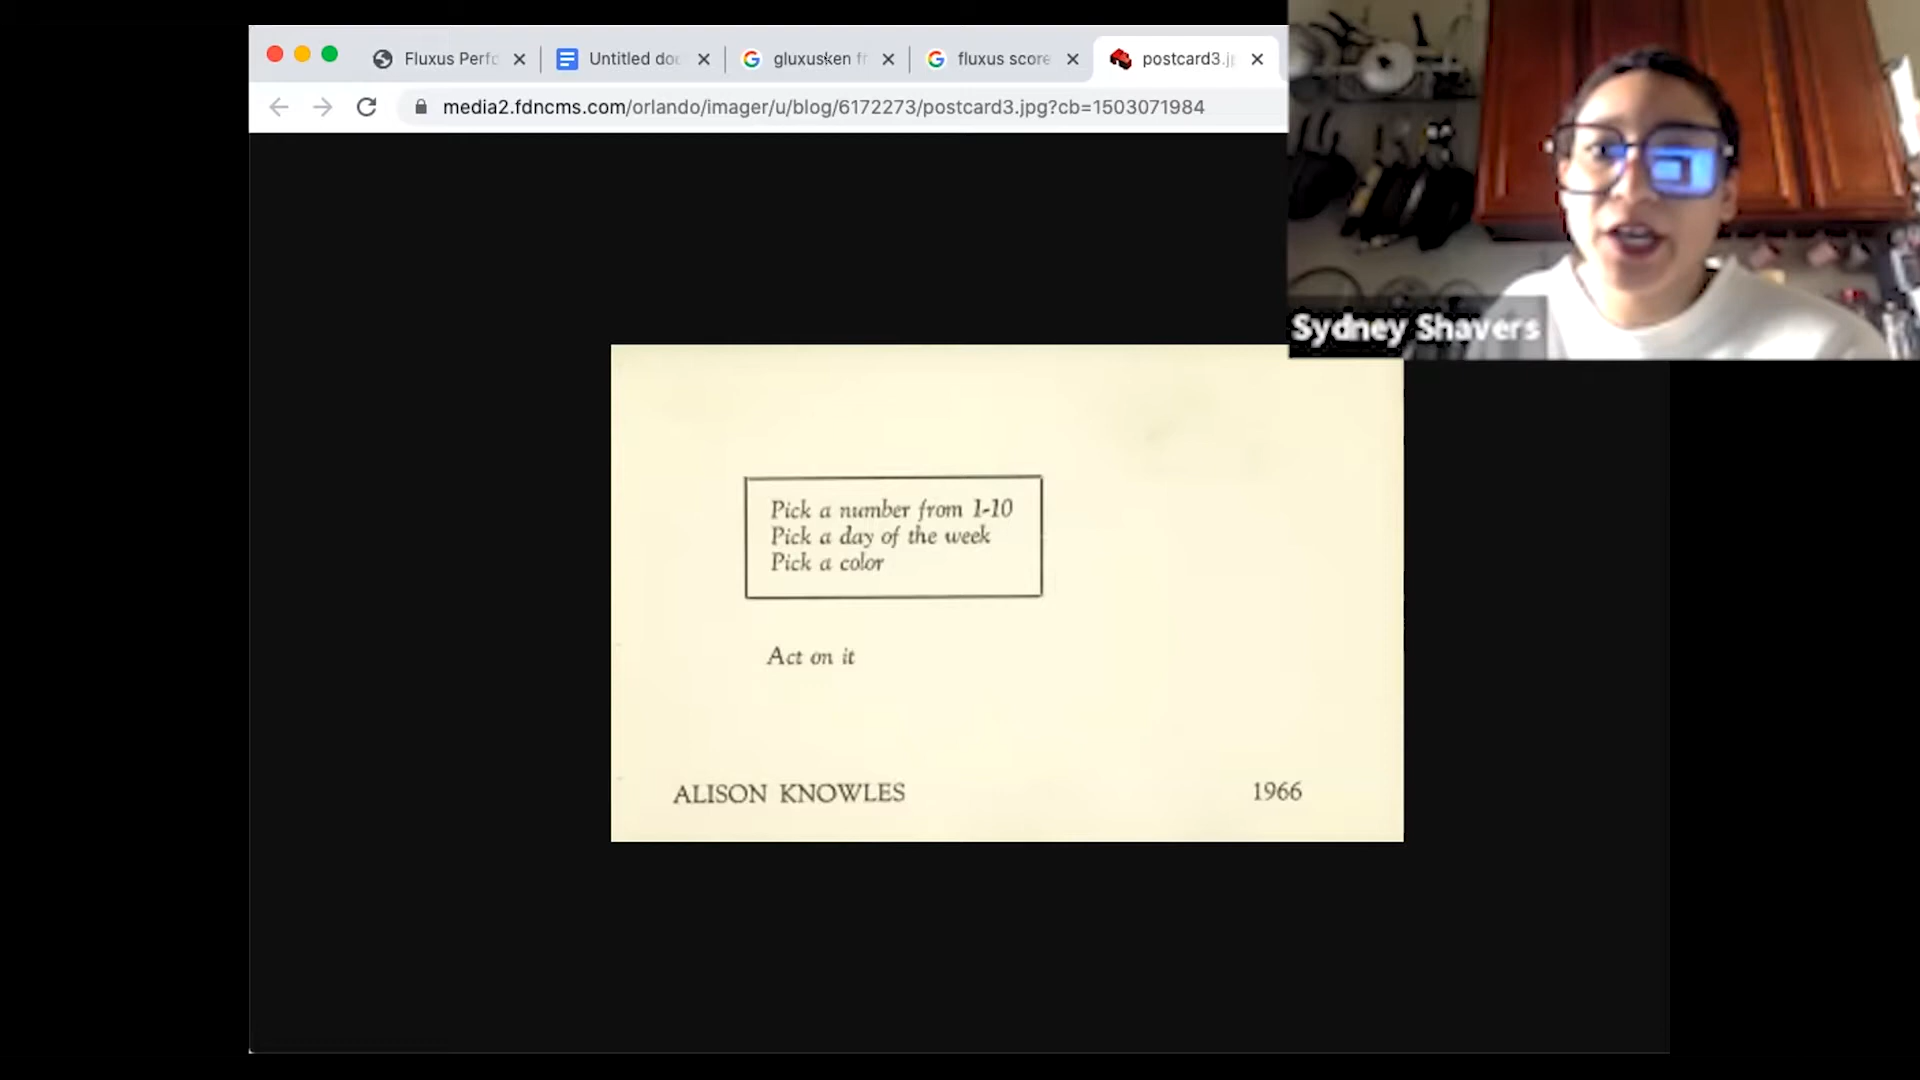 Fluxus Perfo
Untitled doc
gluxusken fr
fluxus score
postcard3.j
media2.fdncms.com/orlando/imager/u/blog/6172273/postcard3.jpg?cb=1503071984
Sydney Shavers
Pick a number from 1-10
Pick a day of the week
Pick a color
Act on it
ALISON KNOWLES
1966